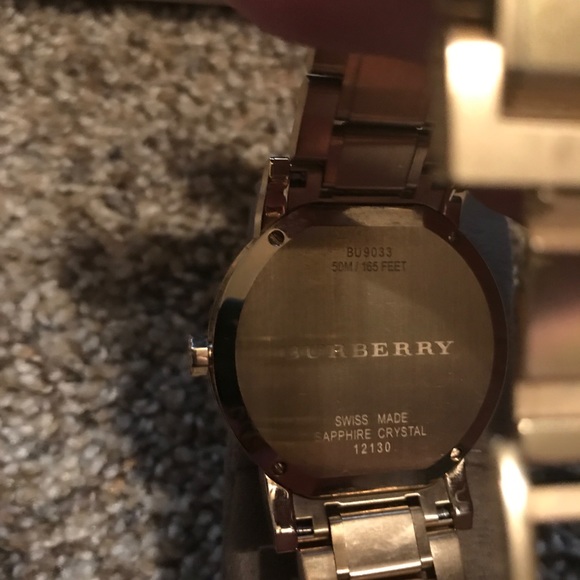 BU9033
50M / 165 FEET
BURBERRY
SWISS MADE
SAPPHIRE CRYSTAL
12130